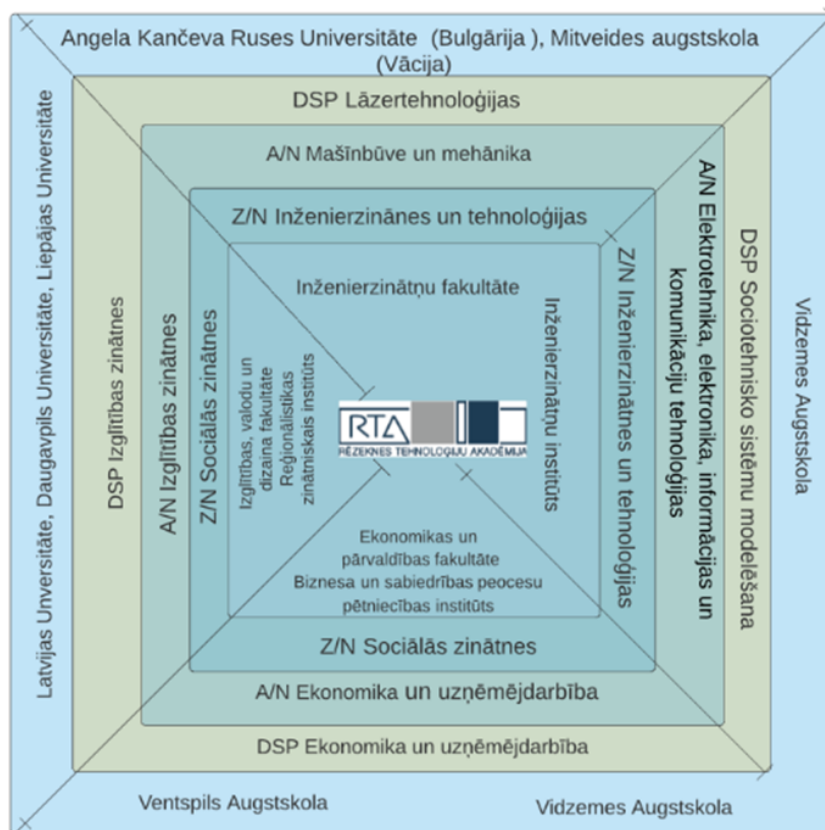 Angela Kančeva Ruses Universitāte (Bulgārija ), Mitveides augstskola
(Vācija)
DSP Lāzertehnoloģijas
A/N Mašīnbūve un mehānika
Z/N Inženierzinānes un tehnoloģijas
Inženierzinātņu fakultāte
Latvijas Unversitāte, Daugavpils Universitāte, Liepājas Universitāte
DSP Izglītības zinātnes
A/N Izglītības zinātnes
Z/N Sociālās zinātnes
Izglītības, valodu un
dizaina fakultāte
Reģionālistikas
zinātniskais institūts
RTA
RĒZEKNES TEHNOLOĢIJU AKADĒMIJA
Inženierzinātņu instiūts
Z/N Inženierzinātnes un tehnoloģijas
A/N Elektrotehnika, elektronika, informācijas un
komunikāciju tehnoloģijas
DSP Sociotehnisko sistēmu modelēšana
Vidzemes Augstskola
Ekonomikas un
pārvaldības fakultāte
Biznesa un sabiedrības peocesu
pētniecības institūts
Z/N Sociālās zinātnes
A/N Ekonomika un uzņēmējdarbība
DSP Ekonomika un uzņēmējdarbība
Ventspils Augstskola
Vidzemes Augstskola